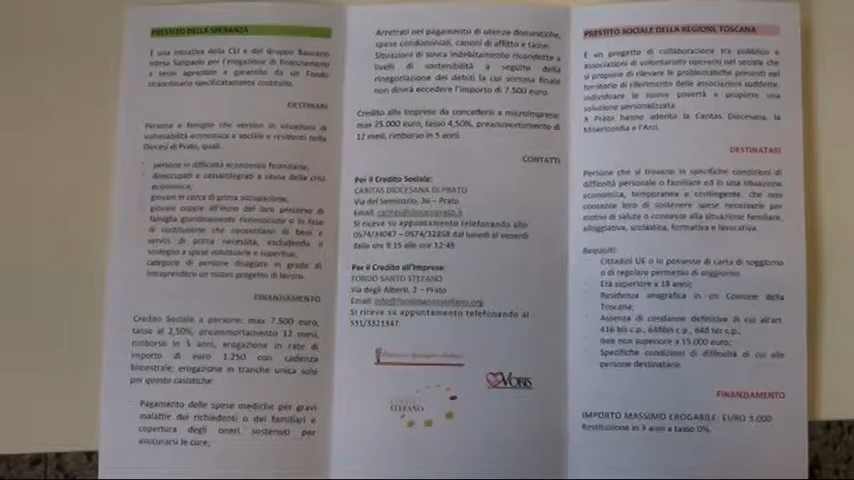 PRESTITO DELLA SPERANZA
È una iniziativa della CEI e del Gruppo Bancario
Intesa Sanpaolo per l'erogazione di finanziamenti
a tasso agevolato e garantito da un Fondo
straordinario specificatamente costituito.
DESTINARI
Persone e famiglie che versino in situazioni di
vulnerabilità economica e sociale e residenti nella
Diocesi di Prato, quali:
persone in difficoltà economico finanziarie;
disoccupati e cassaintegrati a causa della crisi
economica;
giovani in cerca di prima occupazione;
giovani coppie all'inizio del loro percorso di
famiglia giuridicamente riconosciuto o in fase
di costituzione che necessitano di beni e
servizi di prima necessità, escludendo il
sostegno a spese voluttuarie e superflue;
categorie di persone disagiate in grado di
intraprendere un nuovo progetto di lavoro.
FINANZIAMENTO
Credito Sociale a persone: max 7.500 euro,
tasso al 2,50%, preammortamento 12 mesi,
rimborso in 5 anni, erogazione in rate di
importo di euro 1.250 con cadenza
bimestrale, erogazione in tranche unica solo
per queste casistiche:
Pagamento delle spese mediche per gravi
malattie dei richiedenti o dei familiari e
copertura degli oneri sostenuti per
assicurarsi le cure;
Arretrati nel pagamento di utenze domestiche,
spese condominiali, canoni di affitto e tasse;
Situazioni di sovra indebitamento ricondotte a
livelli di sostenibilità a seguito della
rinegoziazione dei debiti la cui somma finale
non dovrà eccedere l'importo di 7.500 euro.
Credito alle Imprese da concedersi a microimprese:
max 25.000 euro, tasso 4,50%, preammortamento di
12 mesi, rimborso in 5 anni.
CONTATTI
Per il Credito Sociale:
CARITAS DIOCESANA DI PRATO
Via del Seminario, 36 – Prato
Email: caritas@diocesiprato.it
Si riceve su appuntamento telefonando allo
0574/34047 – 0574/32858 dal lunedì al venerdì
dalle ore 9:15 alle ore 12:45
Per il Credito all'Imprese:
FONDO SANTO STEFANO
Via degli Alberti, 2 – Prato
Email: info@fondosantostefano.org
Si riceve su appuntamento telefonando al
331/3321347
VOBIS
STEFANO
PRESTITO SOCIALE DELLA REGIONE TOSCANA
È un progetto di collaborazione tra pubblico e
associazioni di volontariato operanti nel sociale che
si propone di rilevare le problematiche presenti nel
territorio di riferimento delle associazioni suddette,
individuare le nuove povertà e proporre una
soluzione personalizzata.
A Prato hanno aderito la Caritas Diocesana, la
Misericordia e l'Arci.
DESTINATARI
Persone che si trovano in specifiche condizioni di
difficoltà personale o familiare ed in una situazione
economica, temporanea e contingente, che non
consente loro di sostenere spese necessarie per
motivi di salute o connesse alla situazione familiare,
alloggiativa, scolastica, formativa e lavorativa.
Requisiti:
Cittadini UE o in possesso di carta di soggiorno
o di regolare permesso di soggiorno;
Età superiore a 18 anni;
Residenza anagrafica in un Comune della
Toscana;
Assenza di condanne definitive di cui all'art.
416 bis c.p., 648bis c.p., 648 ter c.p.;
Isee non superiore a 15.000 euro;
Specifiche condizioni di difficoltà di cui alle
persone destinatarie.
FINANZIAMENTO
IMPORTO MASSIMO EROGABILE: EURO 3.000
Restituzione in 3 anni a tasso 0%.